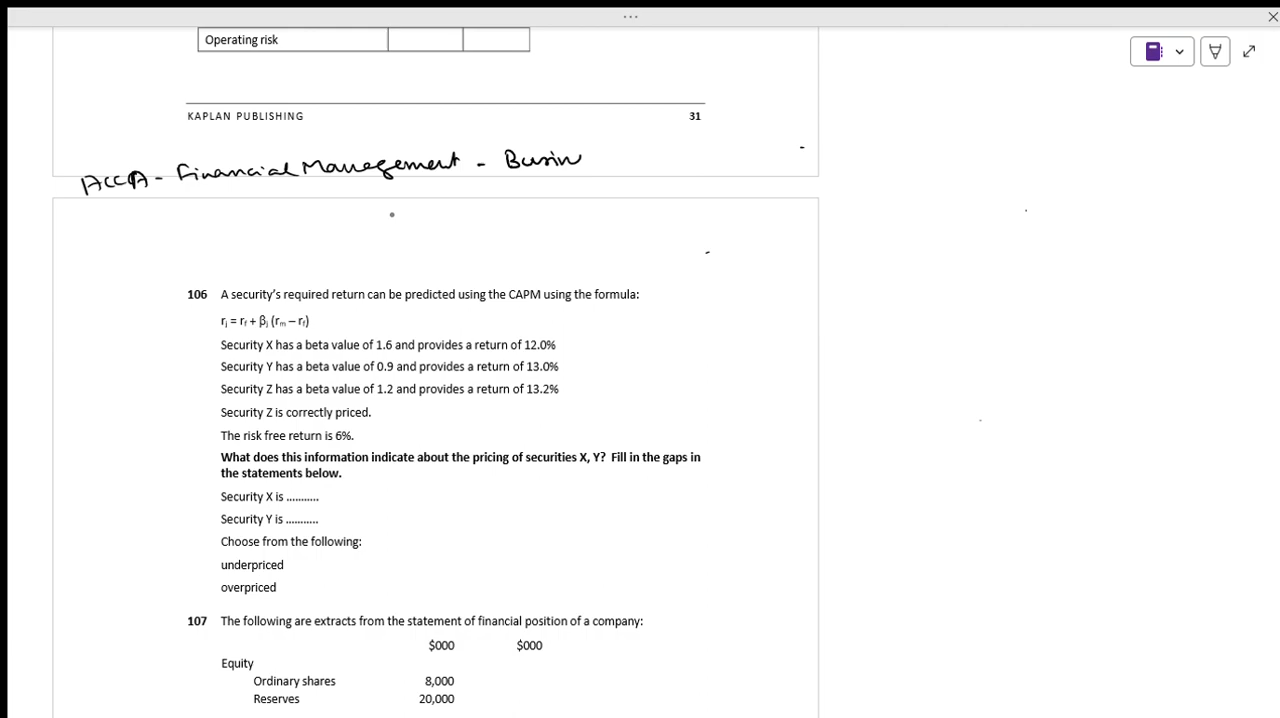 Operating risk
KAPLAN PUBLISHING 31
ACCA - Financial Management - Busin
106 A security's required return can be predicted using the CAPM using the formula:
rj = rf + βj (rm – rf)
Security X has a beta value of 1.6 and provides a return of 12.0%
Security Y has a beta value of 0.9 and provides a return of 13.0%
Security Z has a beta value of 1.2 and provides a return of 13.2%
Security Z is correctly priced.
The risk free return is 6%.
What does this information indicate about the pricing of securities X, Y? Fill in the gaps in
the statements below.
Security X is ...........
Security Y is ...........
Choose from the following:
underpriced
overpriced
107 The following are extracts from the statement of financial position of a company:
$000 $000
Equity
Ordinary shares 8,000
Reserves 20,000